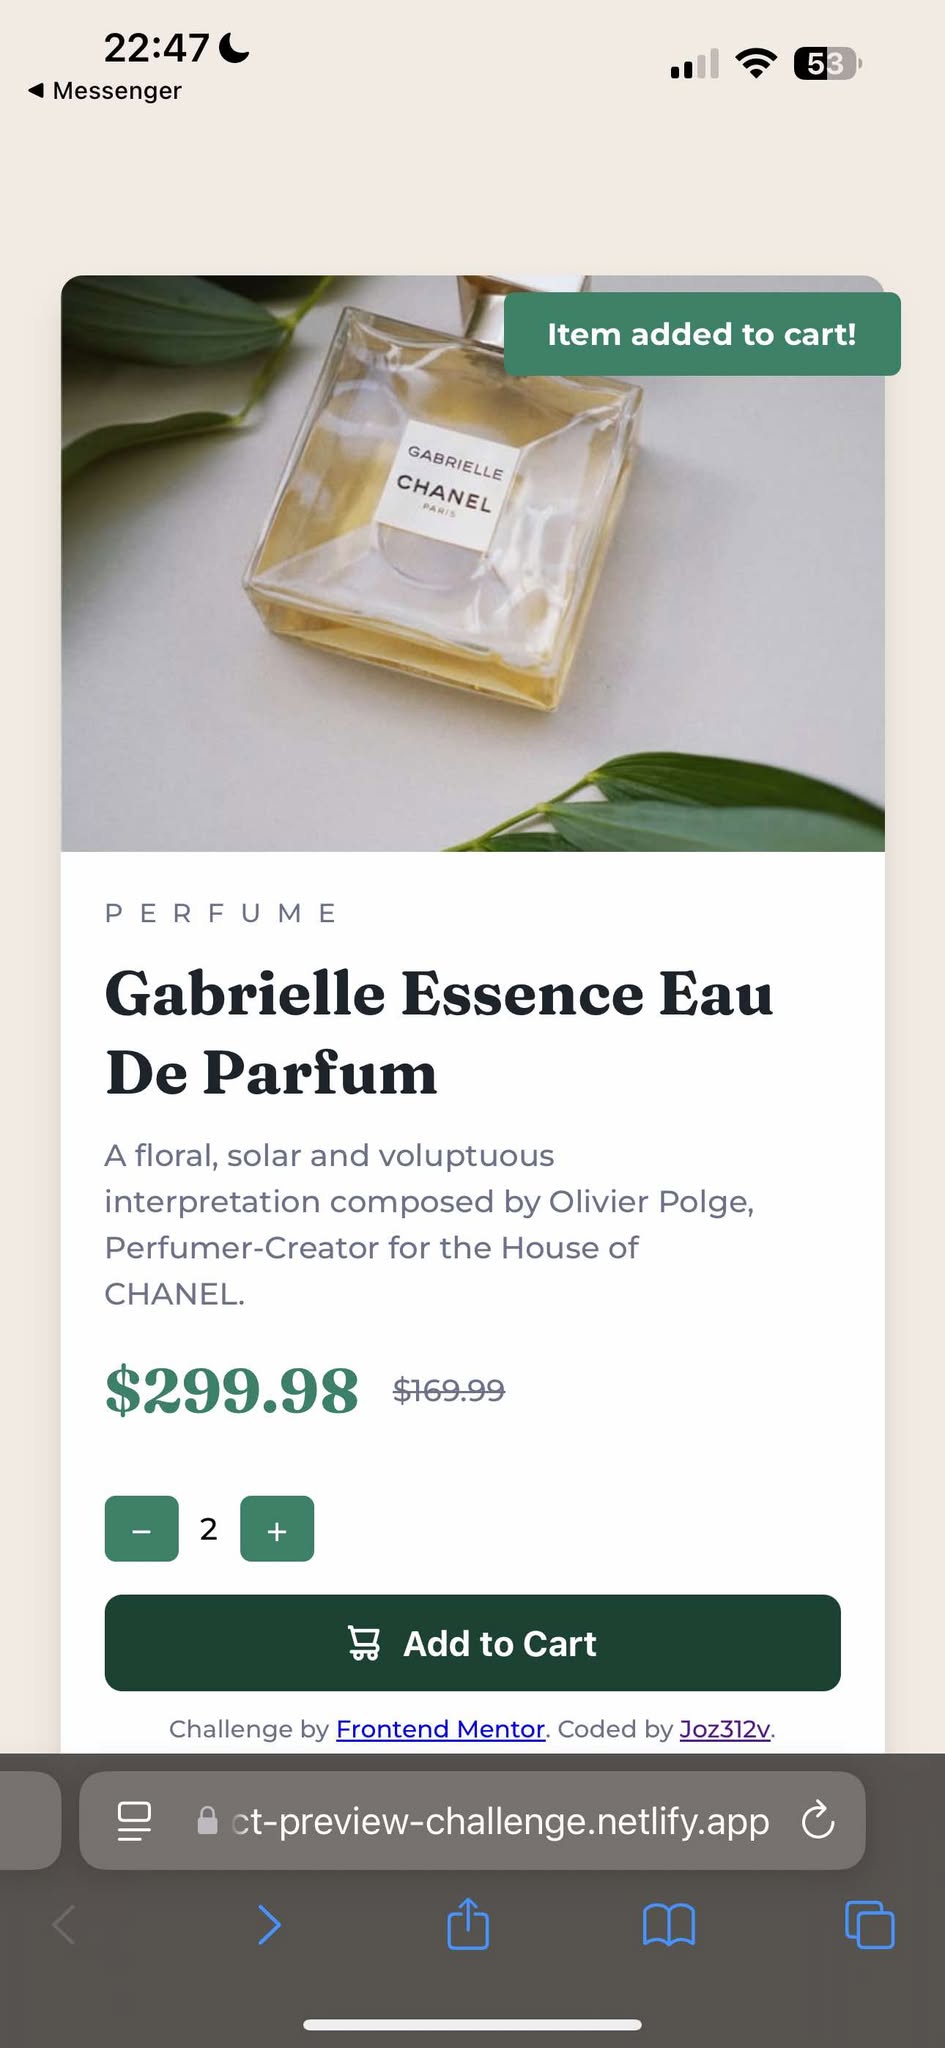 22:47
53
◀ Messenger
Item added to cart!
GABRIELLE
CHANEL
PARIS
PERFUME
Gabrielle Essence Eau
De Parfum
A floral, solar and voluptuous
interpretation composed by Olivier Polge,
Perfumer-Creator for the House of
CHANEL.
$299.98 $169.99
− 2 +
Add to Cart
Challenge by Frontend Mentor. Coded by Joz312v.
ct-preview-challenge.netlify.app